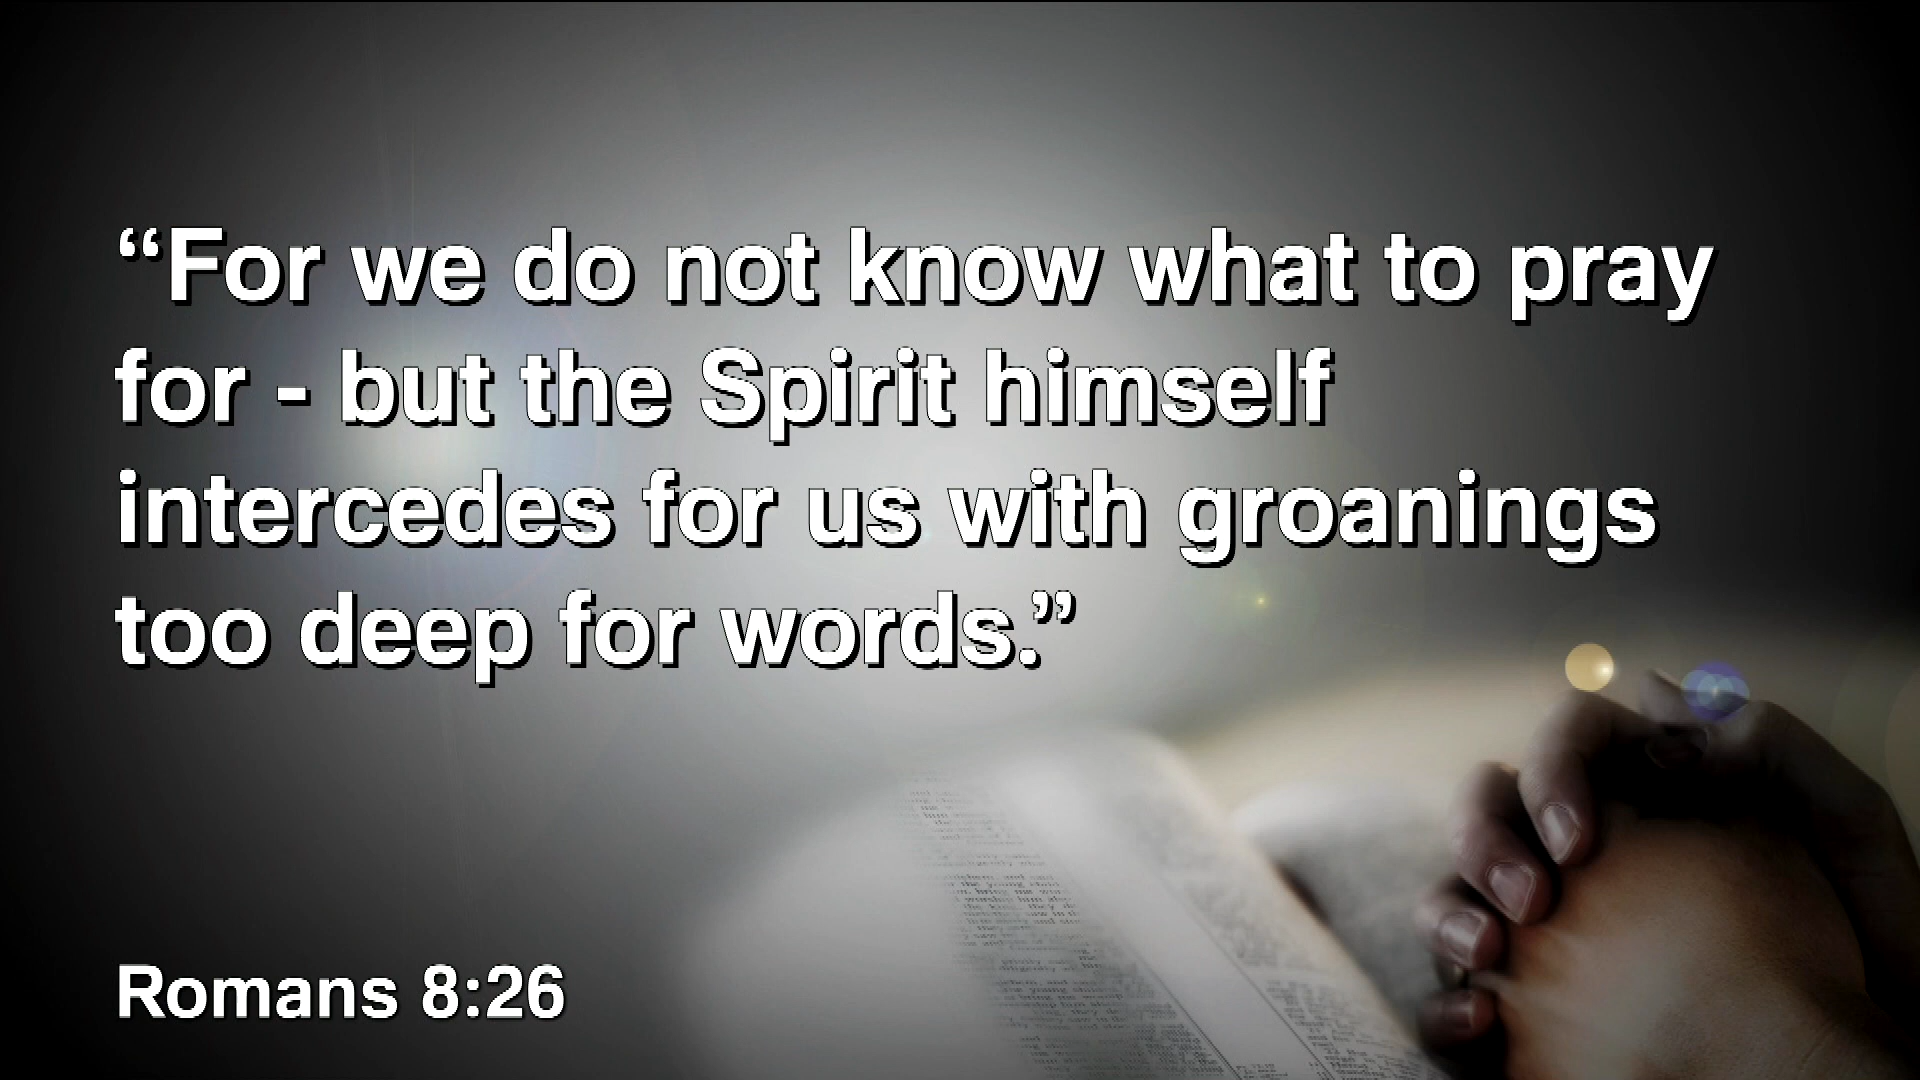 “For we do not know what to pray
for - but the Spirit himself
intercedes for us with groanings
too deep for words.”
Romans 8:26